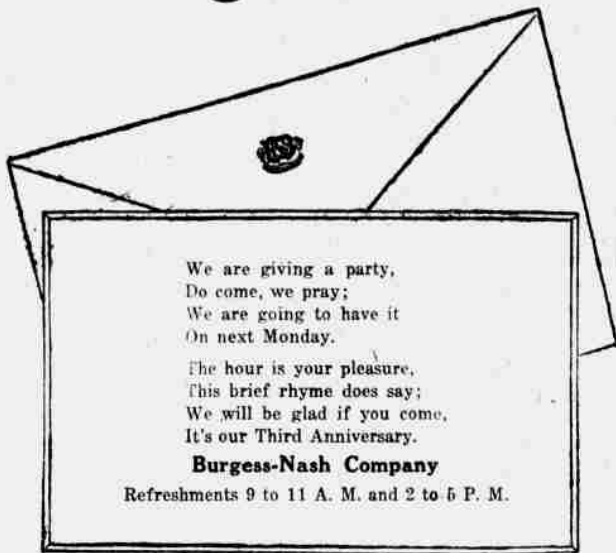 We are giving a party,
Do come, we pray;
We are going to have it
On next Monday.
The hour is your pleasure,
This brief rhyme does say;
We will be glad if you come,
It's our Third Anniversary.
Burgess-Nash Company
Refreshments 9 to 11 A. M. and 2 to 5 P. M.